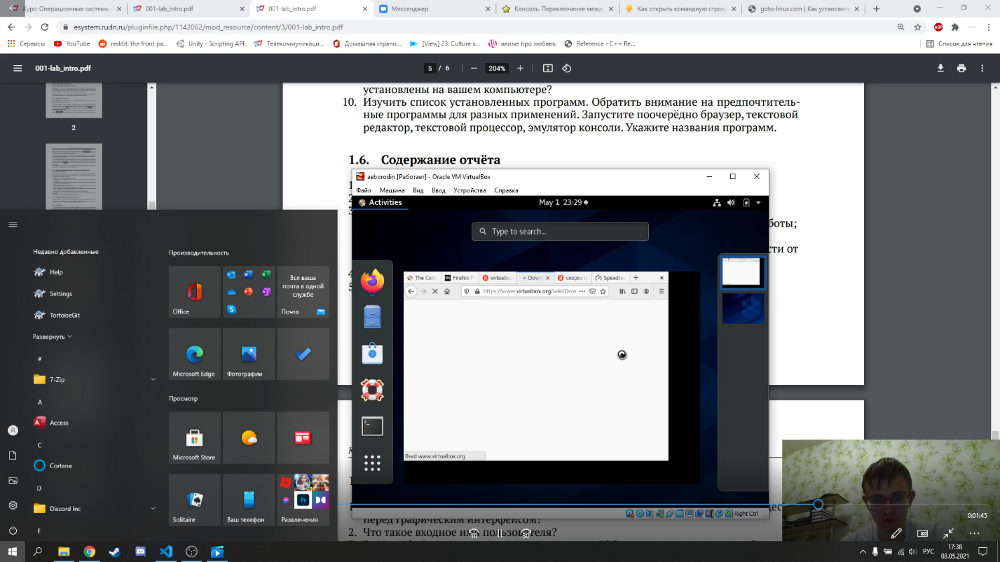 Курс: Операционные системы
001-lab_intro.pdf
001-lab_intro.pdf
Мессенджер
Консоль. Переключение межд
Как открыть командную строк
goto-linux.com | Как установит
esystem.rudn.ru/pluginfile.php/1142062/mod_resource/content/3/001-lab_intro.pdf
ABP
Сервисы
YouTube
reddit: the front pa...
Unity - Scripting API:
Телекоммуникаци...
Домашняя страни...
[View] 23. Culture s...
аниме про любовь
Reference - C++ Re...
Список для чтения
001-lab_intro.pdf
5 / 6
204%
2
установлены на вашем компьютере?
10. Изучить список установленных программ. Обратить внимание на предпочтитель-
ные программы для разных применений. Запустите поочерёдно браузер, текстовой
редактор, текстовой процессор, эмулятор консоли. Укажите названия программ.
1.6. Содержание отчёта
боты;
сти от
aeborodin [Работает] - Oracle VM VirtualBox
Файл
Машина
Вид
Ввод
Устройства
Справка
Activities
May 1 23:29
Type to search...
The Cent
Firefox P
virtualbo
Down
скорость
Speedtes
https://www.virtualbox.org/wiki/Dow
Read www.virtualbox.org
Right Ctrl
Недавно добавленные
Help
Settings
TortoiseGit
Развернуть
#
7-Zip
A
Access
C
Cortana
D
Discord Inc
E
Производительность
Office
Вся ваша
почта в одной
службе
Почта
Microsoft Edge
Фотографии
Просмотр
Microsoft Store
Solitaire
Ваш телефон
Развлечения
перед графическим интерфейсом?
2. Что такое входное имя пользователя?
10
30
0:01:45
РУС
17:38
03.05.2021